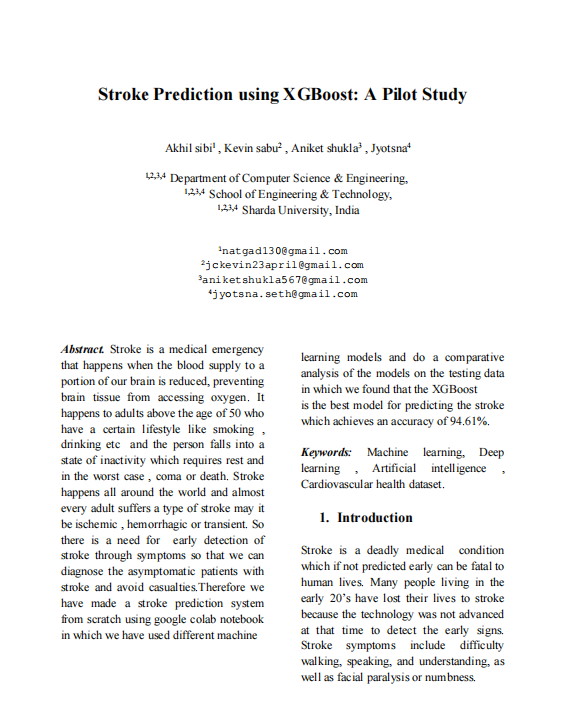 Stroke Prediction using XGBoost: A Pilot Study
Akhil sibi¹ , Kevin sabu² , Aniket shukla³ , Jyotsna⁴
1,2,3,4 Department of Computer Science & Engineering,
1,2,3,4 School of Engineering & Technology,
1,2,3,4 Sharda University, India
¹natgad130@gmail.com
²jckevin23april@gmail.com
³aniketshukla567@gmail.com
⁴jyotsna.seth@gmail.com
Abstract. Stroke is a medical emergency
that happens when the blood supply to a
portion of our brain is reduced, preventing
brain tissue from accessing oxygen. It
happens to adults above the age of 50 who
have a certain lifestyle like smoking ,
drinking etc and the person falls into a
state of inactivity which requires rest and
in the worst case , coma or death. Stroke
happens all around the world and almost
every adult suffers a type of stroke may it
be ischemic , hemorrhagic or transient. So
there is a need for early detection of
stroke through symptoms so that we can
diagnose the asymptomatic patients with
stroke and avoid casualties.Therefore we
have made a stroke prediction system
from scratch using google colab notebook
in which we have used different machine
learning models and do a comparative
analysis of the models on the testing data
in which we found that the XGBoost
is the best model for predicting the stroke
which achieves an accuracy of 94.61%.
Keywords: Machine learning, Deep
learning , Artificial intelligence ,
Cardiovascular health dataset.
1. Introduction
Stroke is a deadly medical condition
which if not predicted early can be fatal to
human lives. Many people living in the
early 20’s have lost their lives to stroke
because the technology was not advanced
at that time to detect the early signs.
Stroke symptoms include difficulty
walking, speaking, and understanding, as
well as facial paralysis or numbness.